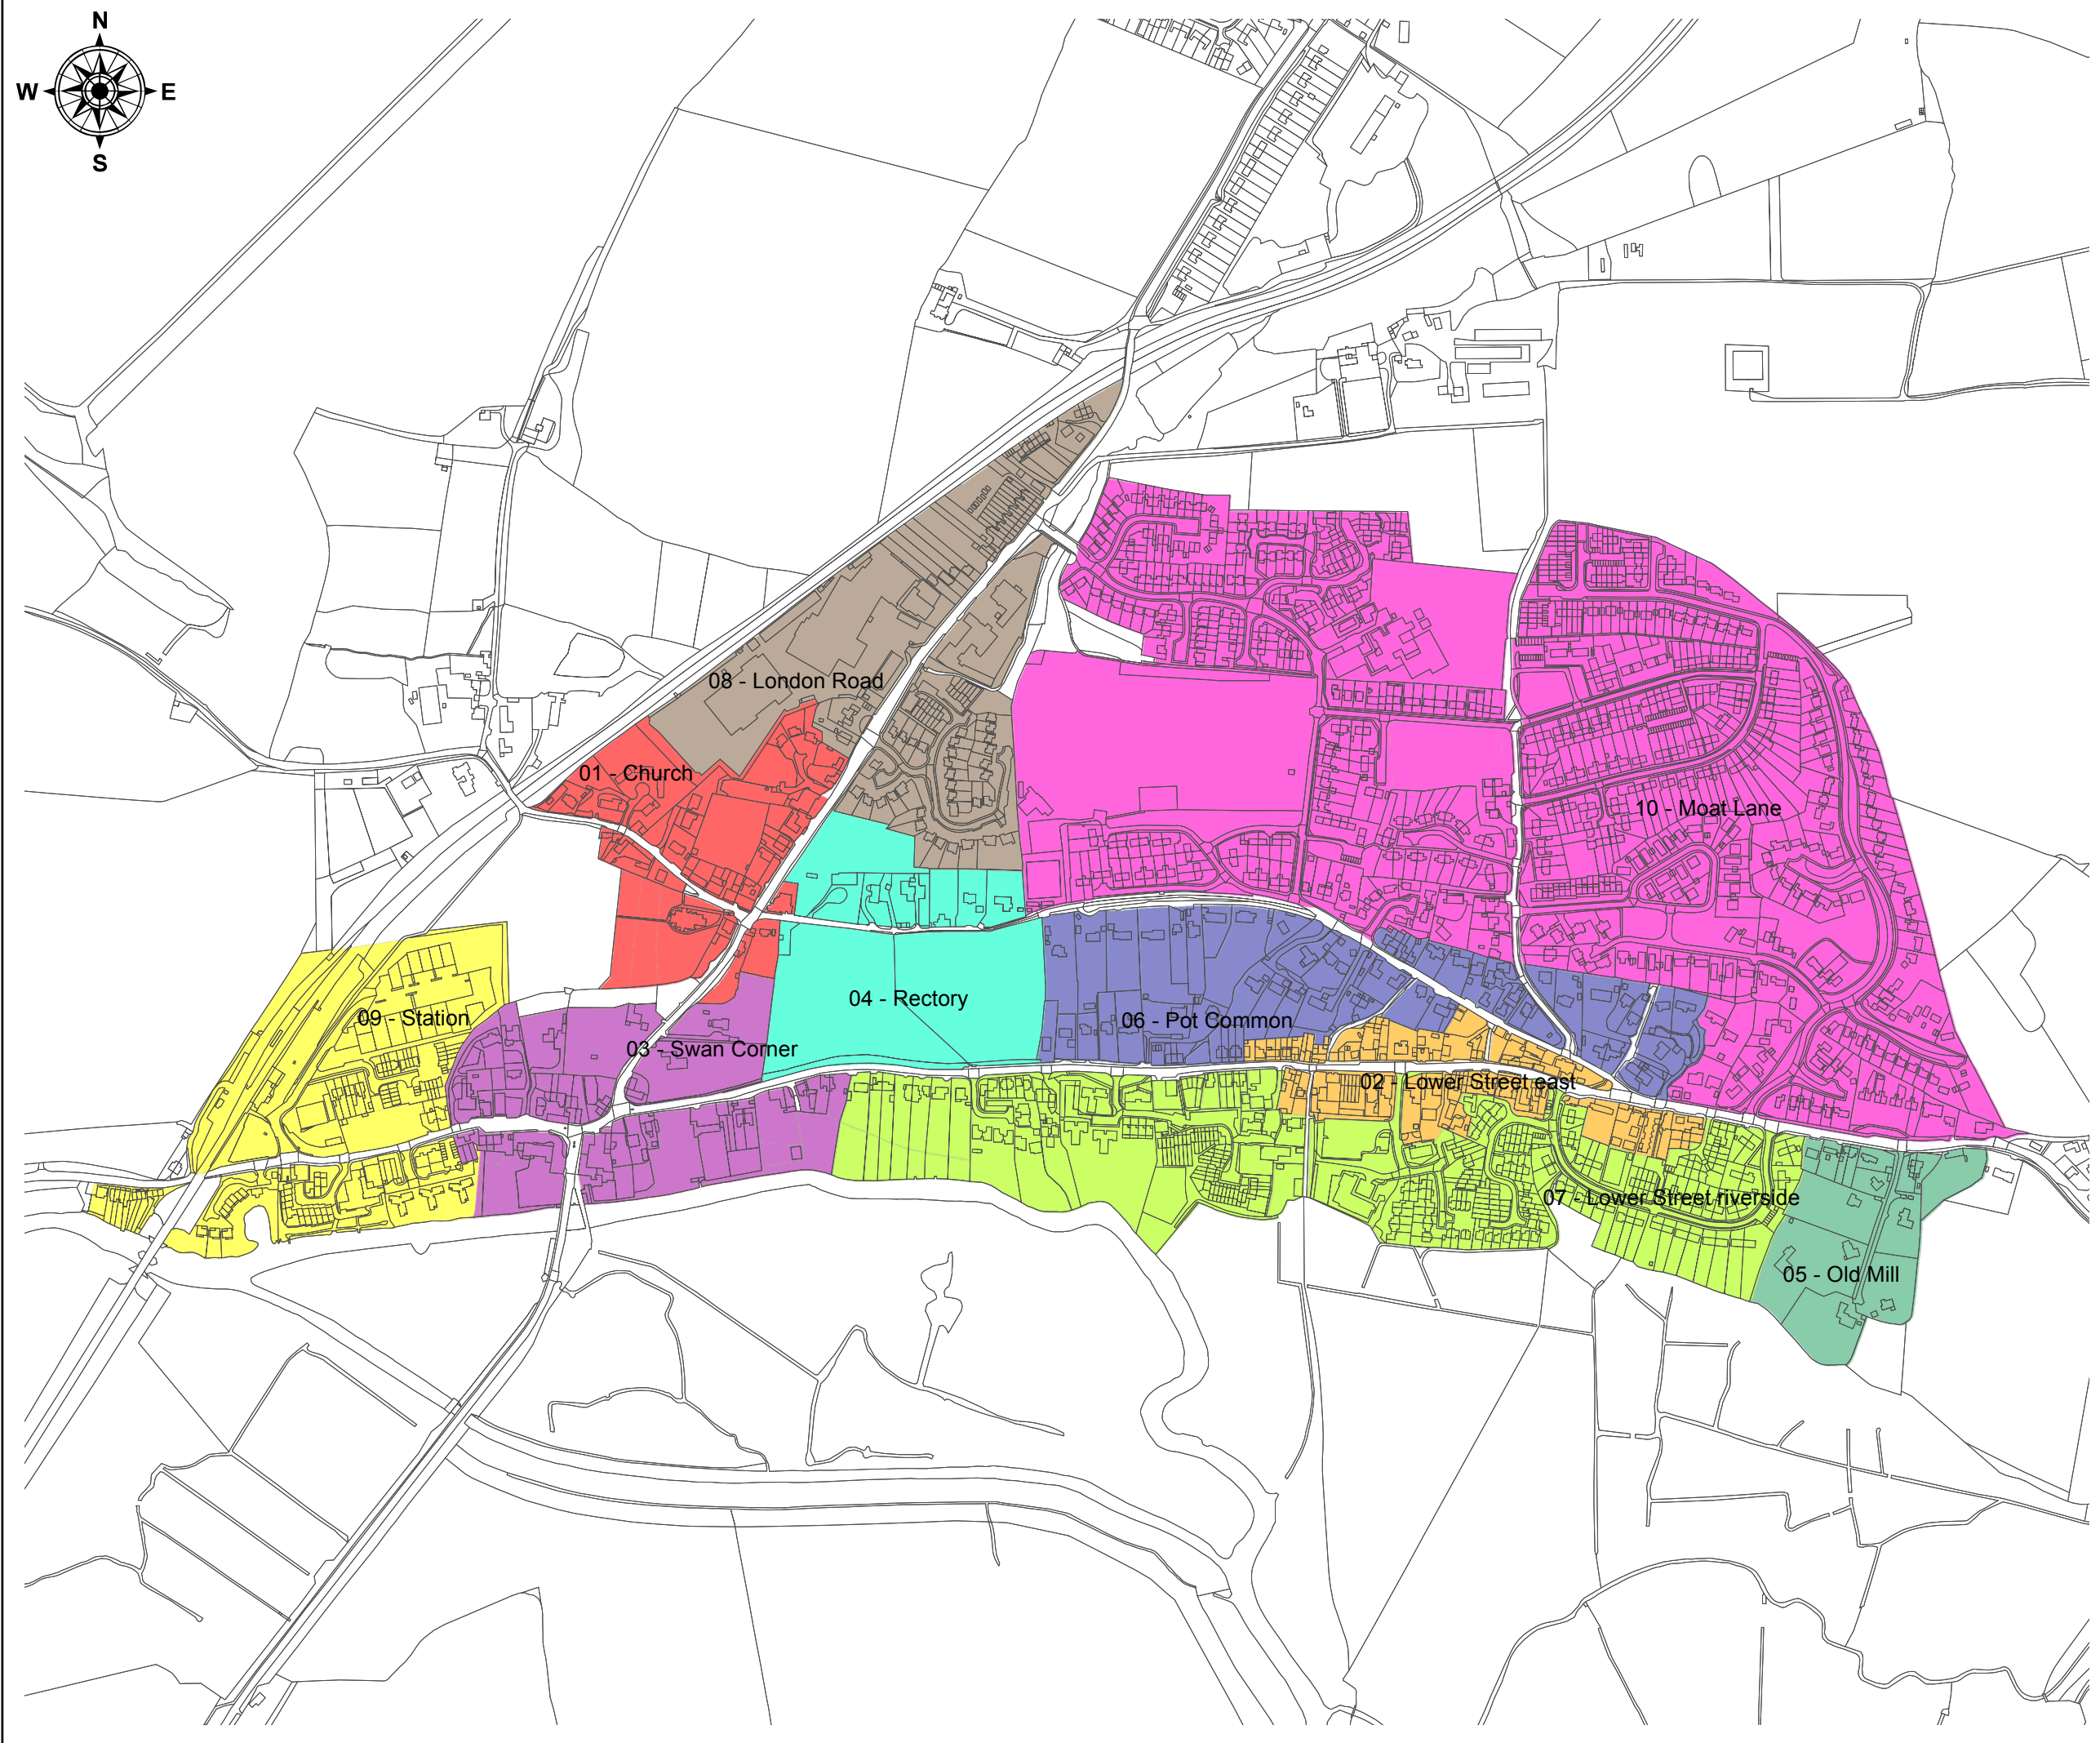 N
W E
S
08 - London Road
01 - Church
10 - Moat Lane
04 - Rectory
09 - Station
06 - Pot Common
03 - Swan Corner
02 - Lower Street east
07 - Lower Street riverside
05 - Old Mill